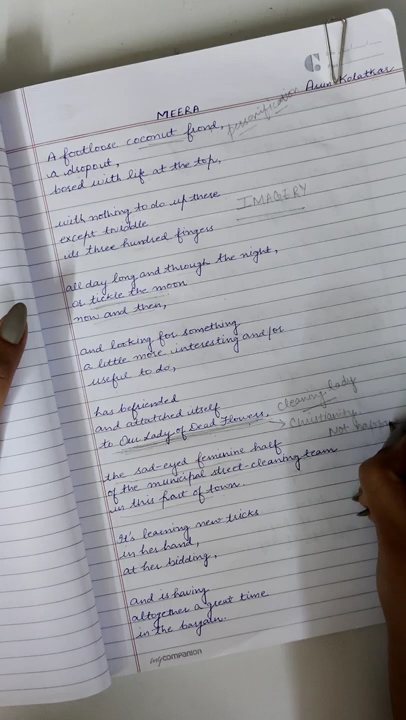 MEERA
Arun Kolatkar
A footloose coconut frond, personification
a dropout,
bored with life at the top,
with nothing to do up there IMAGERY
except twiddle
its three hundred fingers
all day long and through the night,
or tickle the moon
now and then,
and looking for something
a little more interesting and/or
useful to do,
has befriended
and attatched itself
to Our Lady of Dead Flowers, Cleaning lady
→ Christianity
Not happy
the sad-eyed feminine half
of the municipal street-cleaning team
in this part of town.
It's learning new tricks
in her hand,
at her bidding,
and is having
altogether a great time
in the bargain.
mycompanion